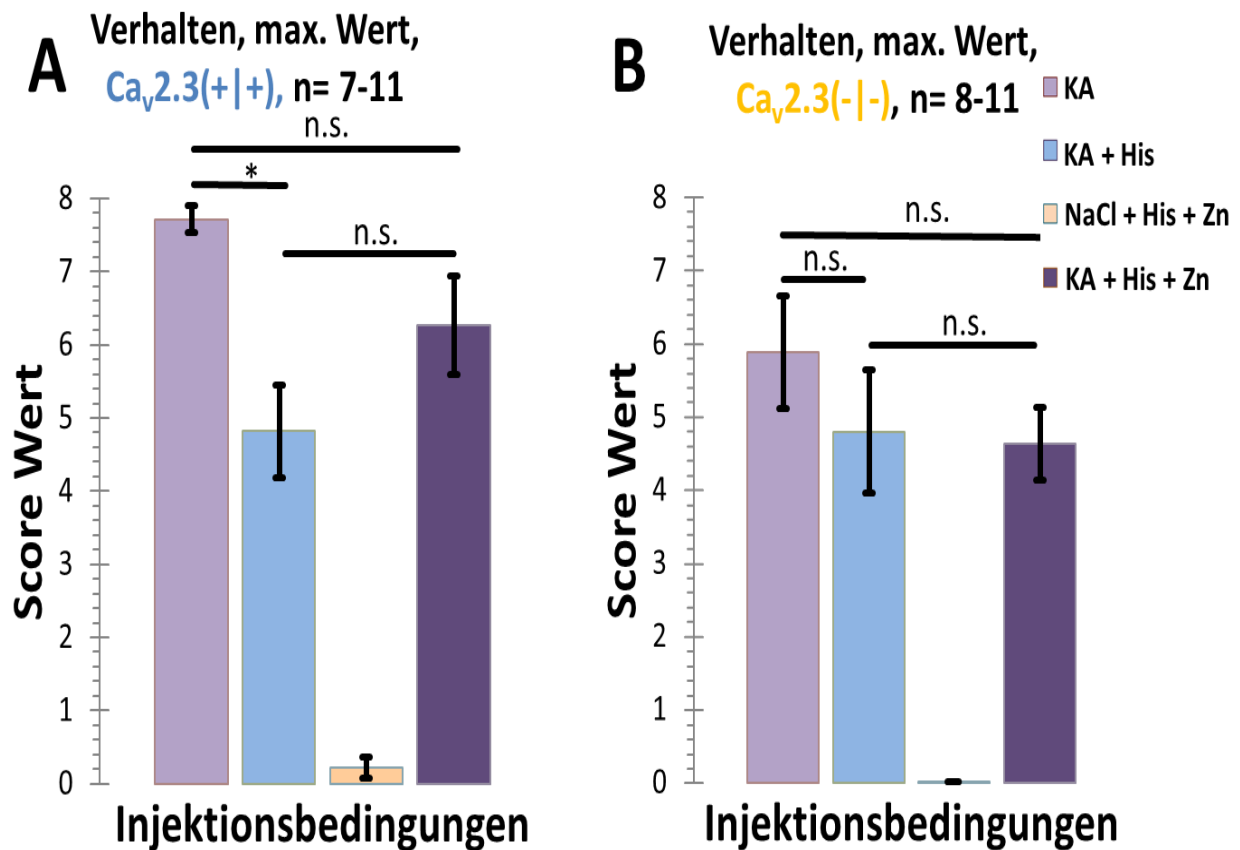 A
Verhalten, max. Wert,
Cav2.3(+|+), n= 7-11
n.s.
*
n.s.
8
7
6
5
4
3
2
1
0
Score Wert
Injektionsbedingungen
B
Verhalten, max. Wert,
Cav2.3(-|-), n= 8-11
KA
KA + His
NaCl + His + Zn
KA + His + Zn
n.s.
n.s.
n.s.
8
7
6
5
4
3
2
1
0
Score Wert
Injektionsbedingungen